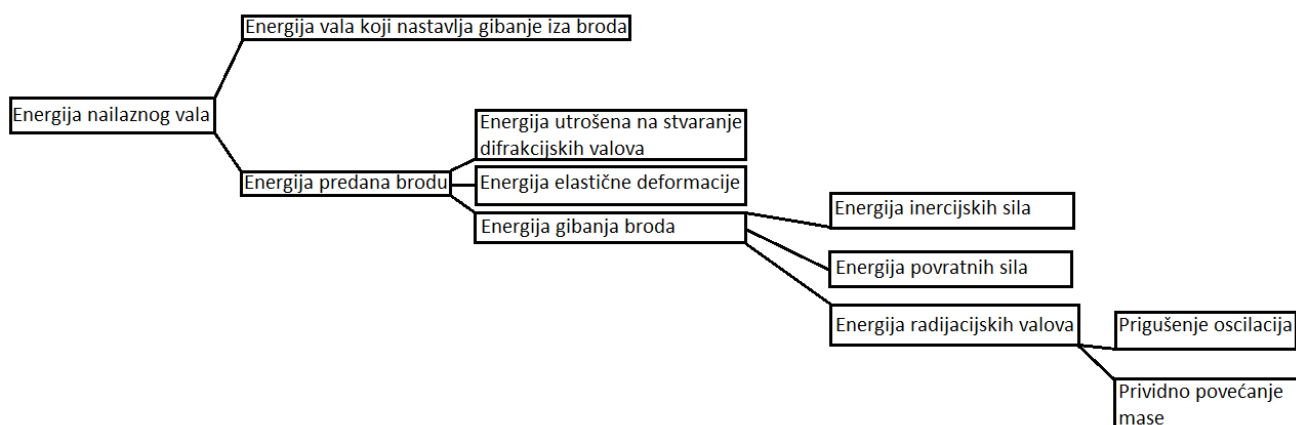 Energija vala koji nastavlja gibanje iza broda
Energija nailaznog vala
Energija utrošena na stvaranje
difrakcijskih valova
Energija predana brodu
Energija elastične deformacije
Energija gibanja broda
Energija inercijskih sila
Energija povratnih sila
Energija radijacijskih valova
Prigušenje oscilacija
Prividno povećanje
mase